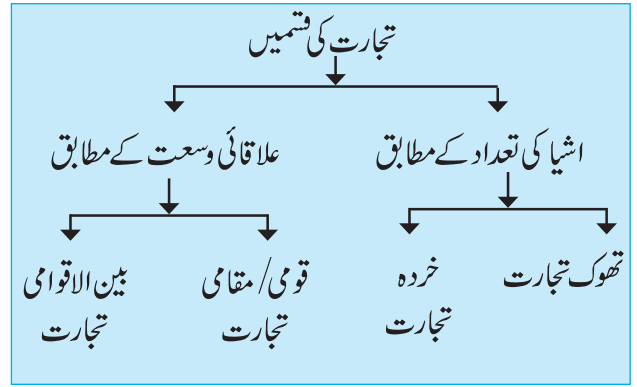 تجارت کی قسمیں
اشیا کی تعداد کے مطابق
علاقائی وسعت کے مطابق
تھوک تجارت
خردہ
تجارت
قومی/ مقامی
تجارت
بین الاقوامی
تجارت